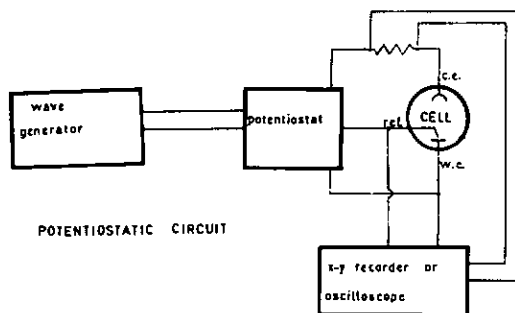 c.e.
wave
generator
potentiostat
ref.
CELL
w.e.
POTENTIOSTATIC CIRCUIT
x-y recorder or
oscilloscope